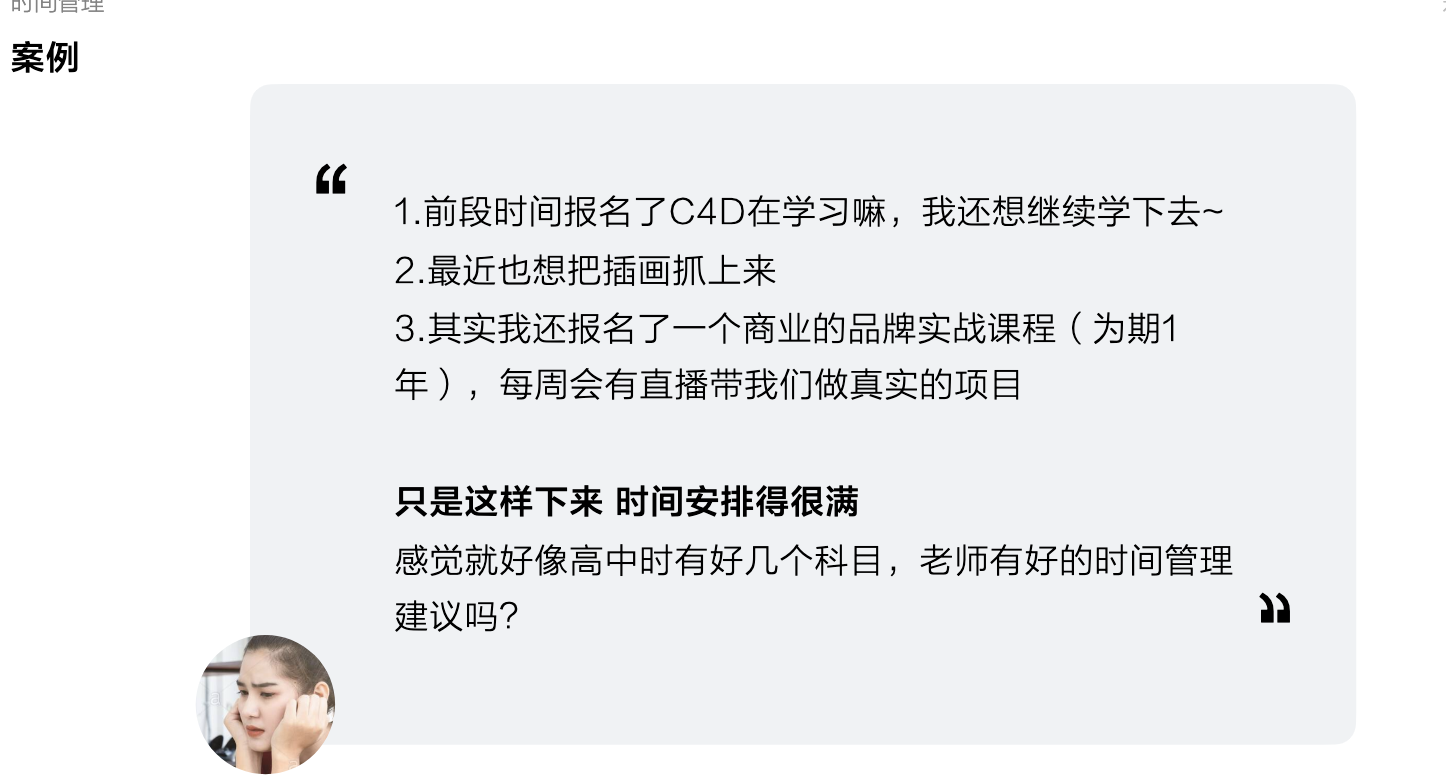 时间管理
案例
“
1.前段时间报名了C4D在学习嘛，我还想继续学下去~
2.最近也想把插画抓上来
3.其实我还报名了一个商业的品牌实战课程（为期1
年），每周会有直播带我们做真实的项目
只是这样下来 时间安排得很满
感觉就好像高中时有好几个科目，老师有好的时间管理
建议吗？
”